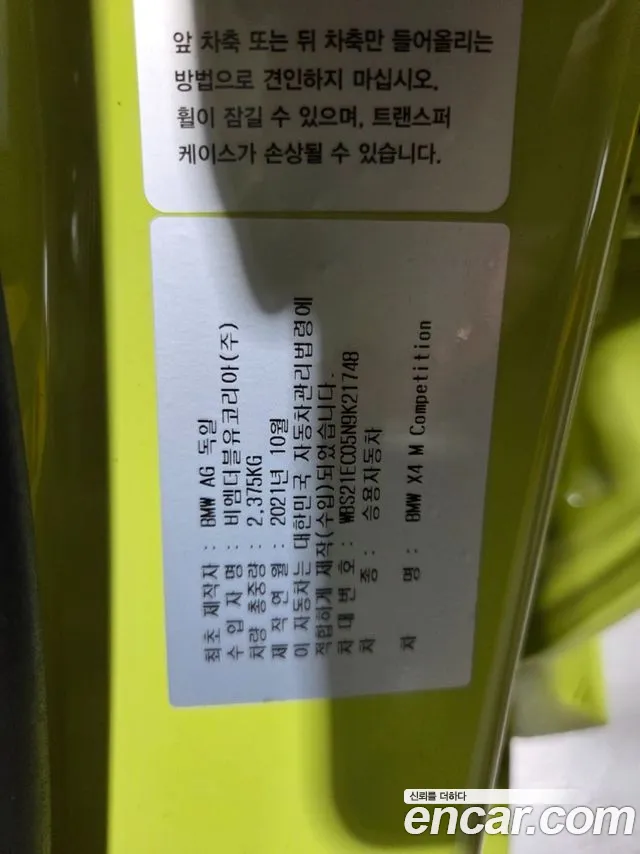 앞 차축 또는 뒤 차축만 들어올리는
방법으로 견인하지 마십시오.
휠이 잠길 수 있으며, 트랜스퍼
케이스가 손상될 수 있습니다.
최초 제작자 : BMW AG 독일
수 입 자 명 : 비엠더블유코리아(주)
차량 총중량 : 2,375KG
제 작 연 월 : 2021년 10월
이 자동차는 대한민국 자동차관리법령에
적합하게 제작(수입)되었습니다.
차 대 번 호 : WBS21EC05N9K21748
차 종 : 승용자동차
차 명 : BMW X4 M Competition
신뢰를 더하다
encar.com